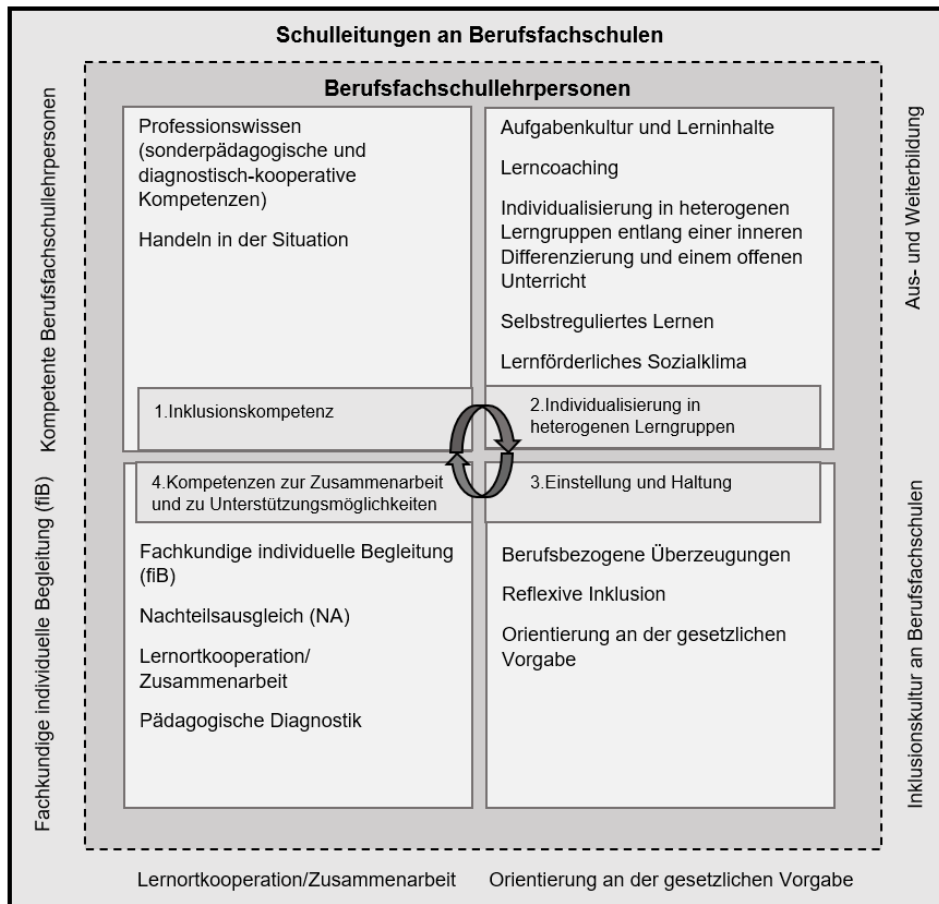 Schulleitungen an Berufsfachschulen
Berufsfachschullehrpersonen
Kompetente Berufsfachschullehrpersonen
Professionswissen
(sonderpädagogische und
diagnostisch-kooperative
Kompetenzen)
Handeln in der Situation
1.Inklusionskompetenz
Aufgabenkultur und Lerninhalte
Lerncoaching
Individualisierung in heterogenen
Lerngruppen entlang einer inneren
Differenzierung und einem offenen
Unterricht
Selbstreguliertes Lernen
Lernförderliches Sozialklima
2.Individualisierung in
heterogenen Lerngruppen
Aus- und Weiterbildung
Fachkundige individuelle Begleitung (fiB)
4.Kompetenzen zur Zusammenarbeit
und zu Unterstützungsmöglichkeiten
Fachkundige individuelle Begleitung
(fiB)
Nachteilsausgleich (NA)
Lernortkooperation/
Zusammenarbeit
Pädagogische Diagnostik
3.Einstellung und Haltung
Berufsbezogene Überzeugungen
Reflexive Inklusion
Orientierung an der gesetzlichen
Vorgabe
Inklusionskultur an Berufsfachschulen
Lernortkooperation/Zusammenarbeit
Orientierung an der gesetzlichen Vorgabe